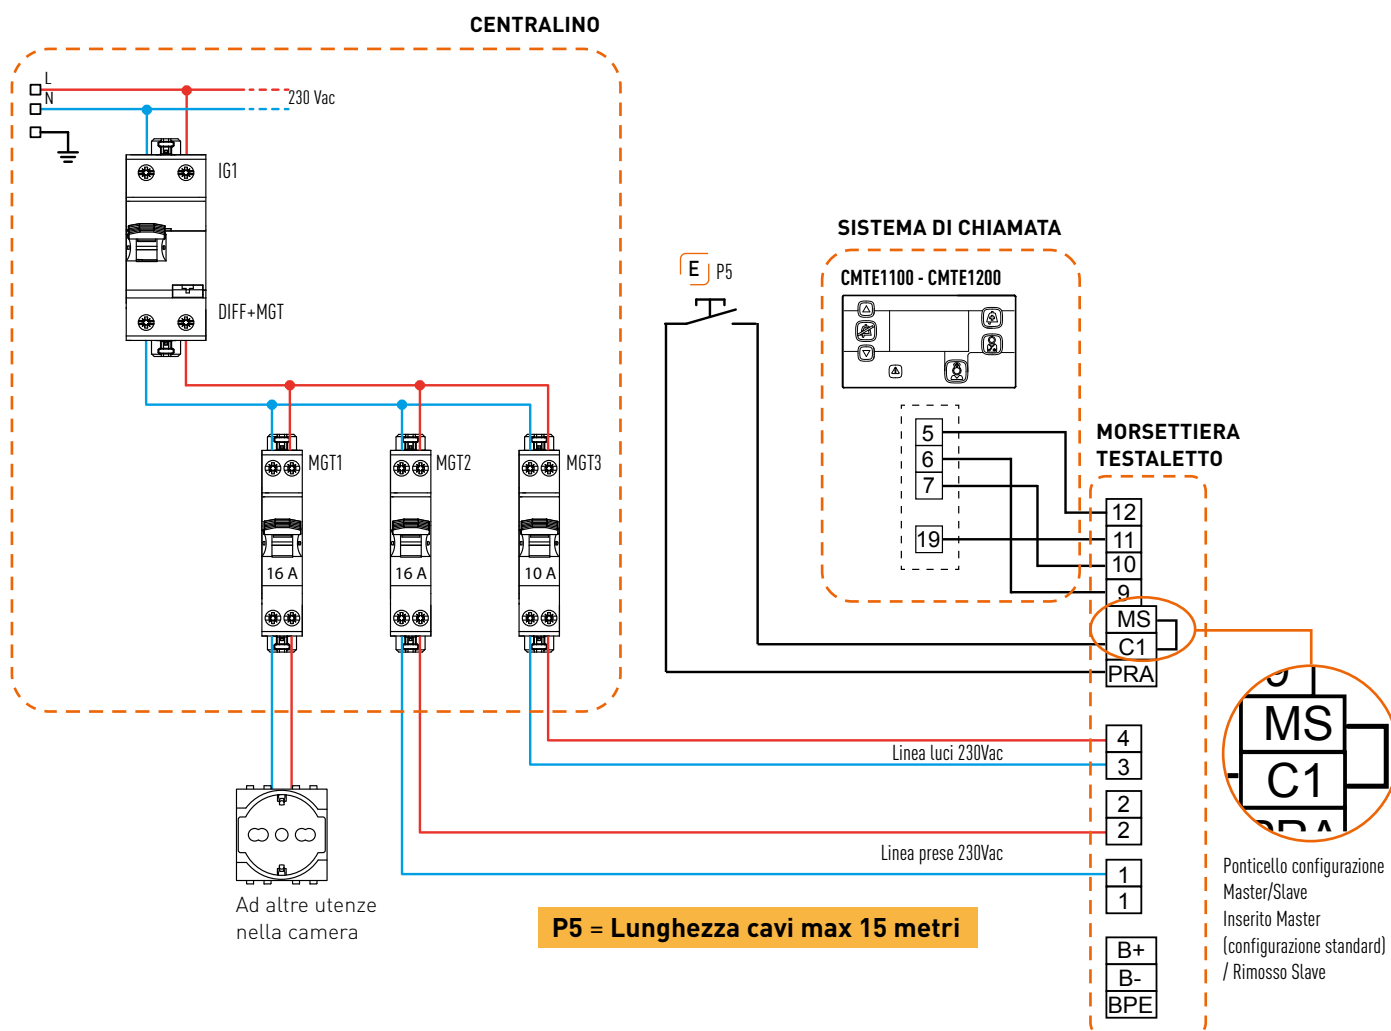 CENTRALINO
L
N
230 Vac
IG1
DIFF+MGT
MGT1
MGT2
MGT3
16 A
16 A
10 A
Ad altre utenze
nella camera
E P5
SISTEMA DI CHIAMATA
CMTE1100 - CMTE1200
5
6
7
19
MORSETTIERA
TESTALETTO
12
11
10
9
MS
C1
PRA
4
3
2
2
1
1
B+
B-
BPE
Linea luci 230Vac
Linea prese 230Vac
P5 = Lunghezza cavi max 15 metri
9
MS
C1
PRA
Ponticello configurazione
Master/Slave
Inserito Master
(configurazione standard)
/ Rimosso Slave